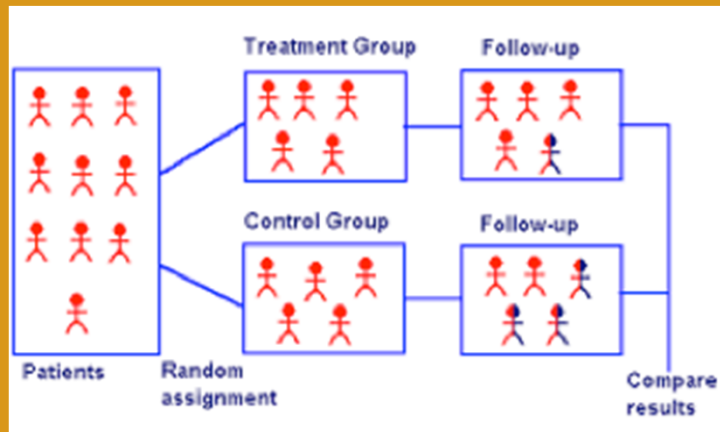 Treatment Group
Follow-up
Control Group
Follow-up
Patients
Random
assignment
Compare
results